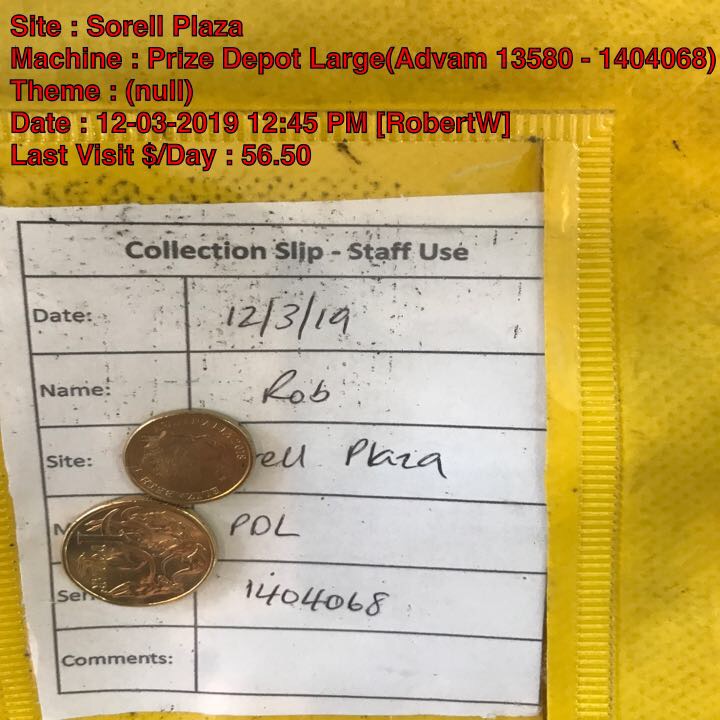 Site : Sorell Plaza
Machine : Prize Depot Large(Advam 13580 - 1404068)
Theme : (null)
Date : 12-03-2019 12:45 PM [RobertW]
Last Visit $/Day : 56.50
Collection Slip - Staff Use
Date: 12/3/19
Name: Rob
Site: rell Plaza
M PDL
Ser 1404068
Comments: